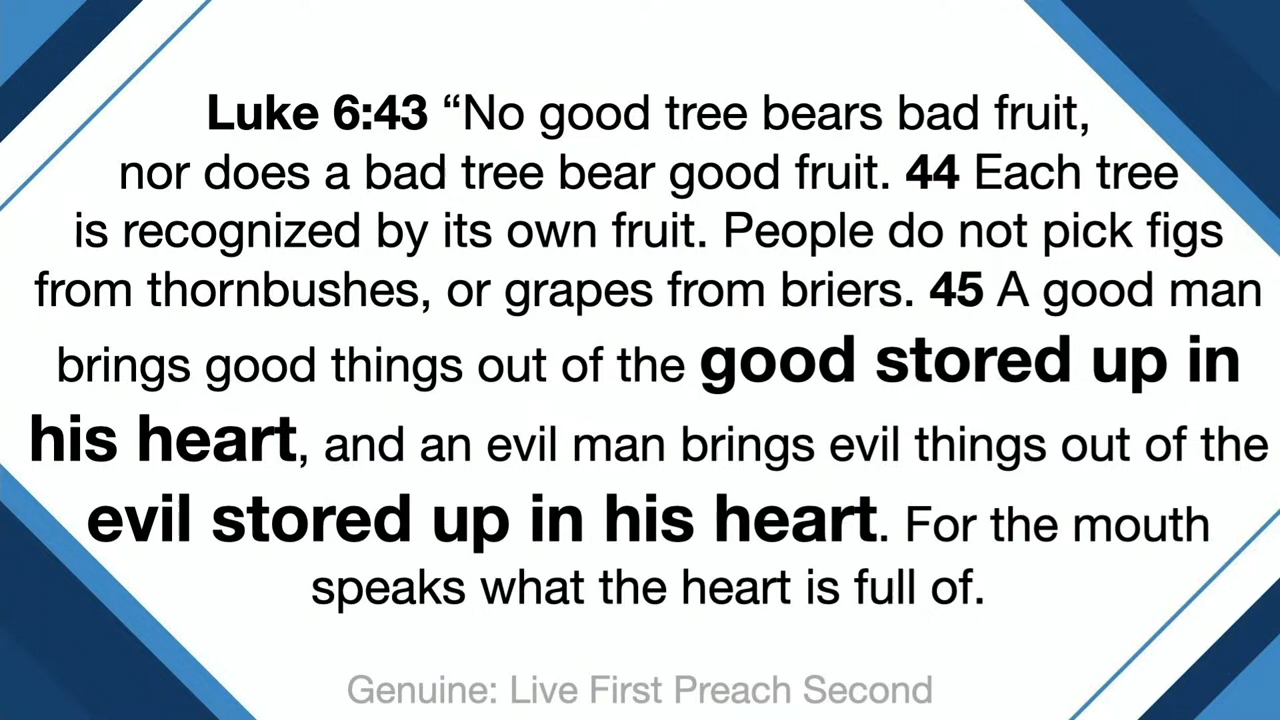 Luke 6:43 “No good tree bears bad fruit,
nor does a bad tree bear good fruit. 44 Each tree
is recognized by its own fruit. People do not pick figs
from thornbushes, or grapes from briers. 45 A good man
brings good things out of the good stored up in
his heart, and an evil man brings evil things out of the
evil stored up in his heart. For the mouth
speaks what the heart is full of.
Genuine: Live First Preach Second